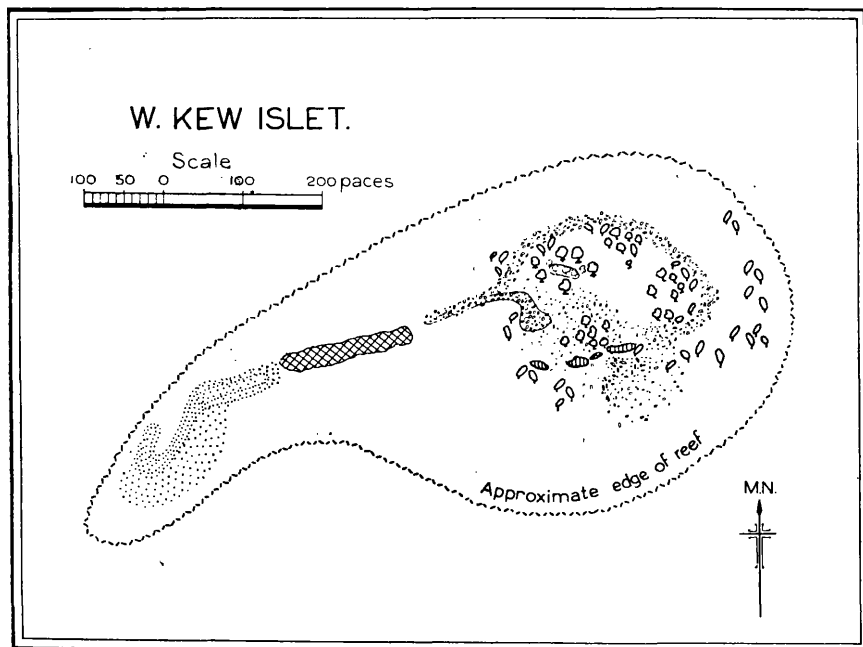 W. KEW ISLET.
Scale
100 50 0 100 200 paces
Approximate edge of reef
M.N.